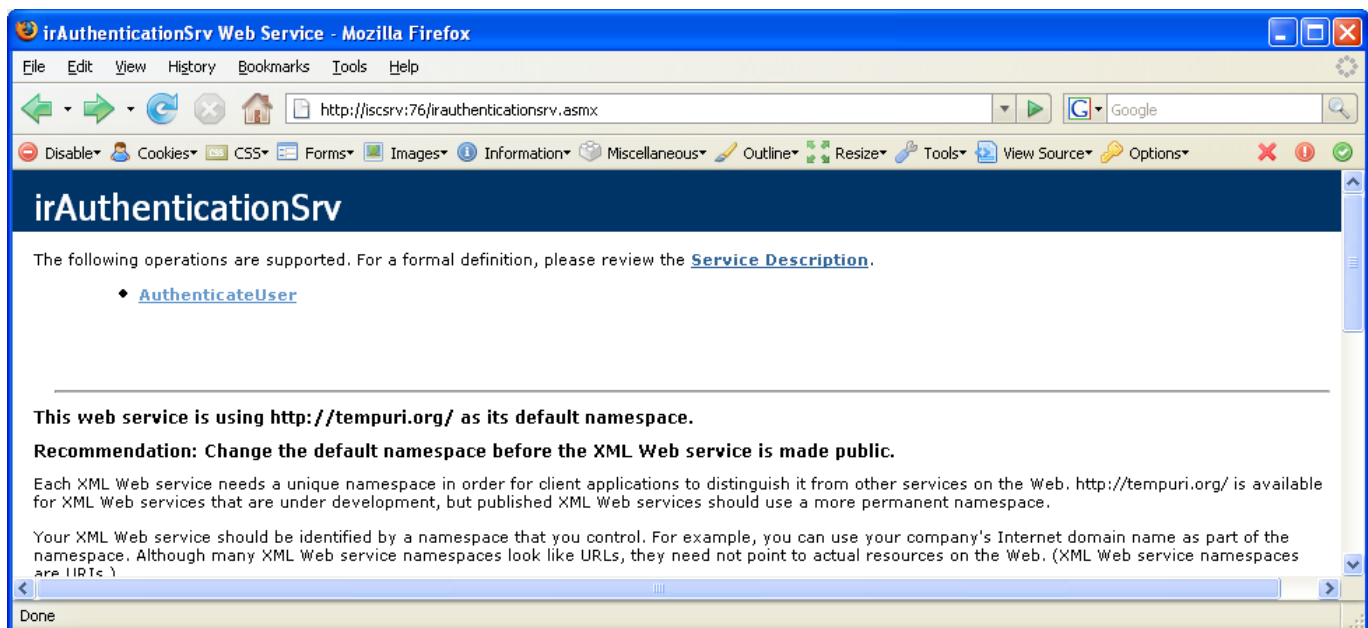 irAuthenticationSrv Web Service - Mozilla Firefox
File Edit View History Bookmarks Tools Help
http://iscsrv:76/irauthenticationsrv.asmx G Google
Disable Cookies CSS CSS Forms Images Information Miscellaneous Outline Resize Tools View Source Options
irAuthenticationSrv
The following operations are supported. For a formal definition, please review the Service Description.
AuthenticateUser
This web service is using http://tempuri.org/ as its default namespace.
Recommendation: Change the default namespace before the XML Web service is made public.
Each XML Web service needs a unique namespace in order for client applications to distinguish it from other services on the Web. http://tempuri.org/ is available
for XML Web services that are under development, but published XML Web services should use a more permanent namespace.
Your XML Web service should be identified by a namespace that you control. For example, you can use your company's Internet domain name as part of the
namespace. Although many XML Web service namespaces look like URLs, they need not point to actual resources on the Web. (XML Web service namespaces
are URIs.)
Done